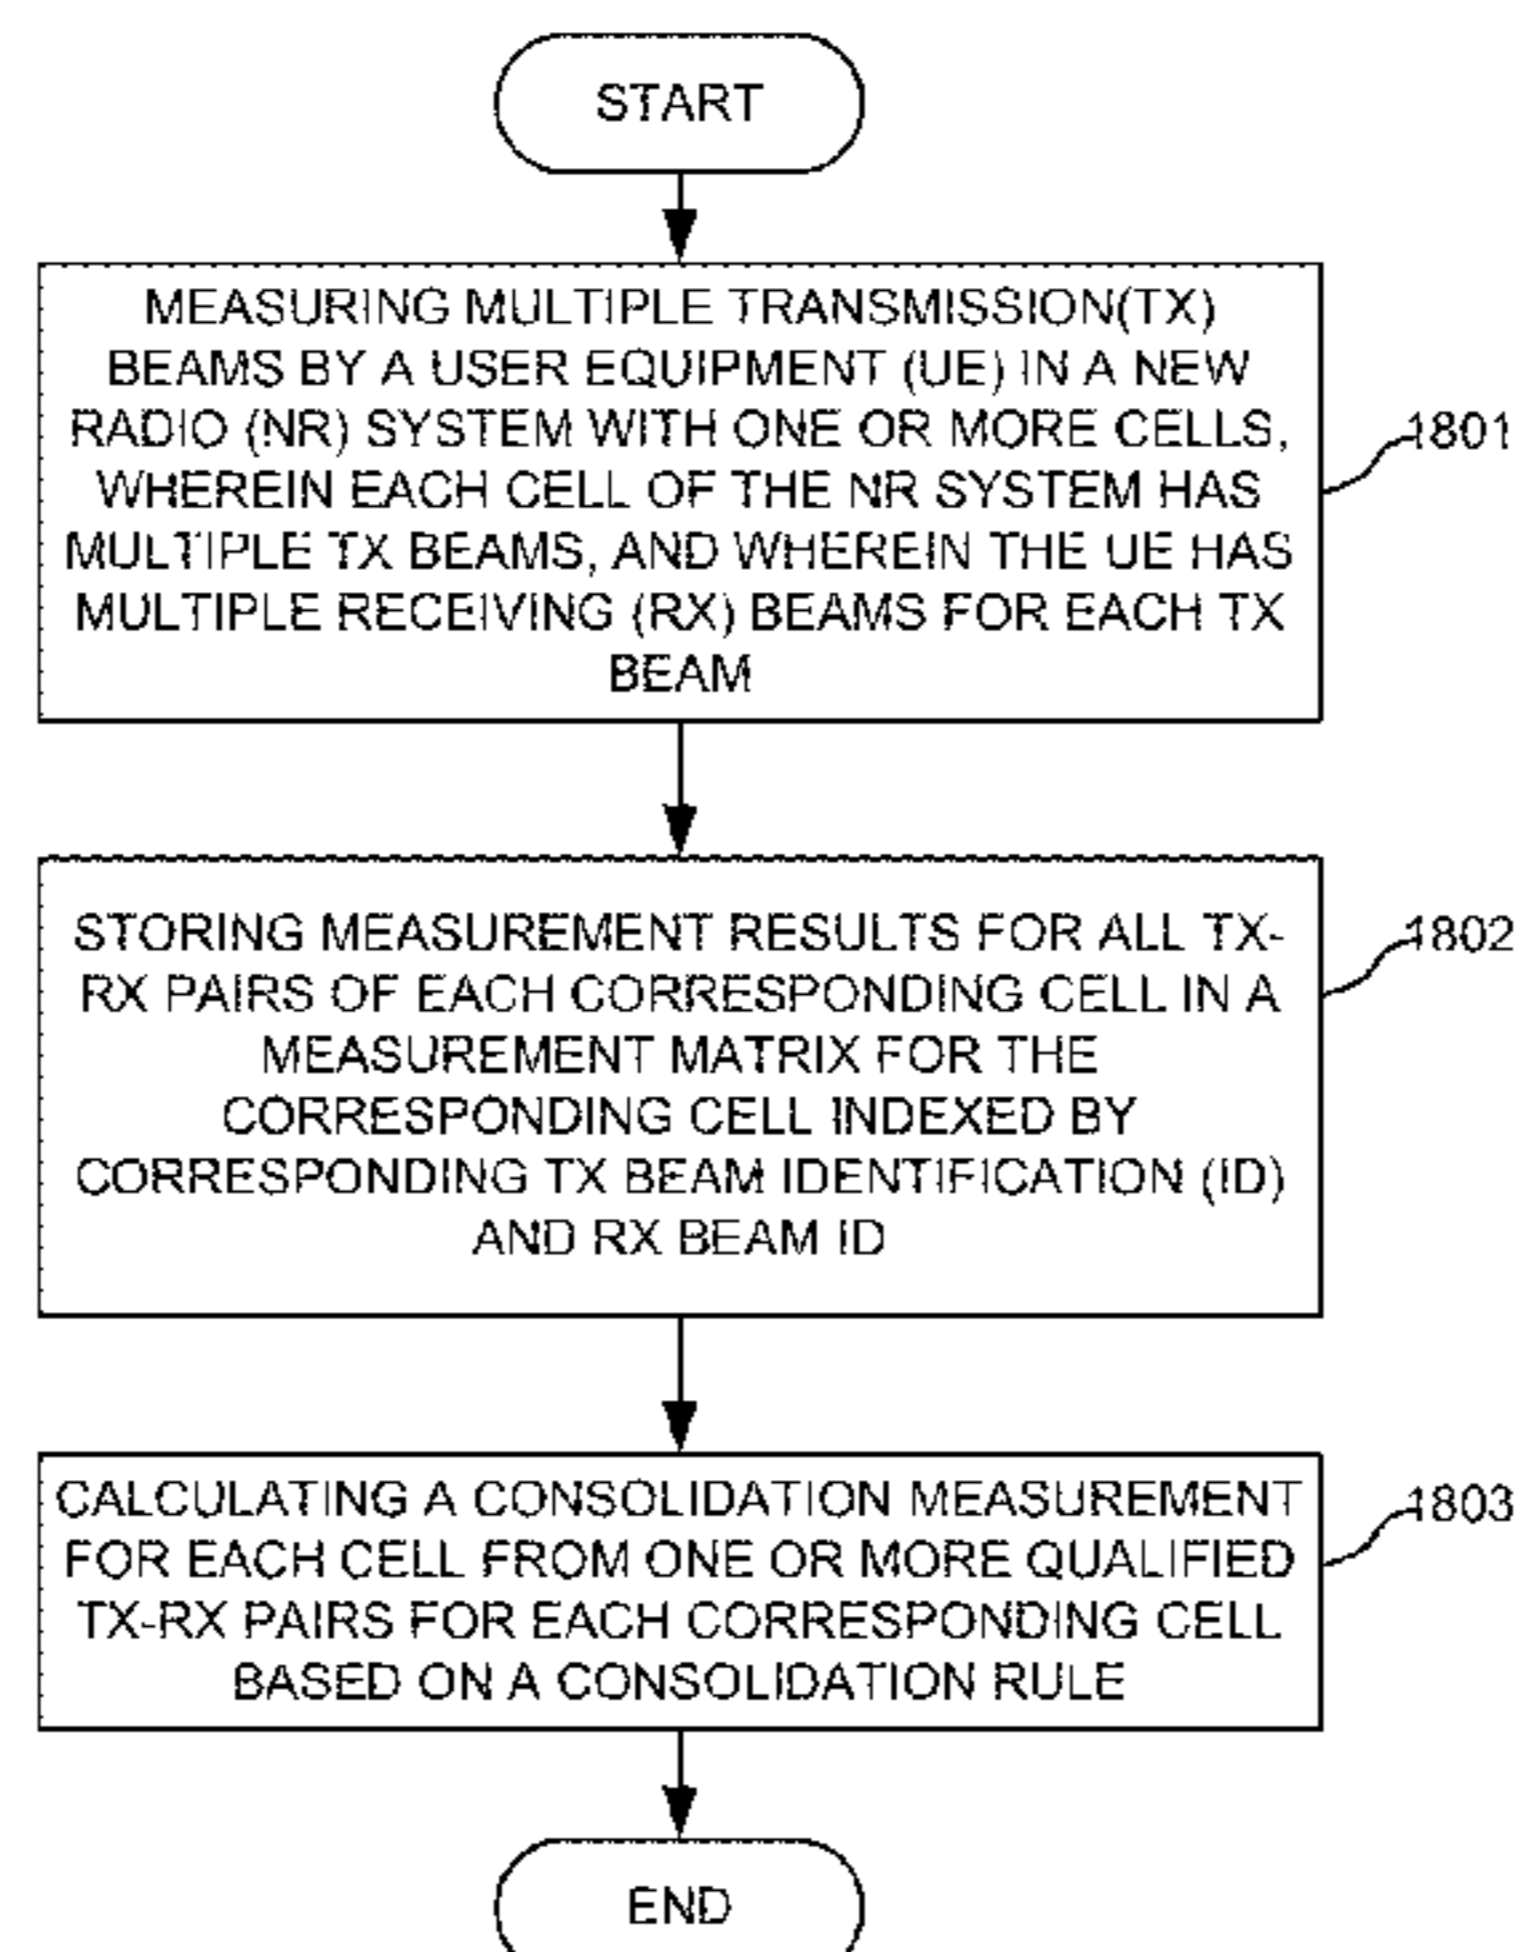 START
MEASURING MULTIPLE TRANSMISSION(TX)
BEAMS BY A USER EQUIPMENT (UE) IN A NEW
RADIO (NR) SYSTEM WITH ONE OR MORE CELLS,
WHEREIN EACH CELL OF THE NR SYSTEM HAS
MULTIPLE TX BEAMS, AND WHEREIN THE UE HAS
MULTIPLE RECEIVING (RX) BEAMS FOR EACH TX
BEAM
1801
STORING MEASUREMENT RESULTS FOR ALL TX-
RX PAIRS OF EACH CORRESPONDING CELL IN A
MEASUREMENT MATRIX FOR THE
CORRESPONDING CELL INDEXED BY
CORRESPONDING TX BEAM IDENTIFICATION (ID)
AND RX BEAM ID
1802
CALCULATING A CONSOLIDATION MEASUREMENT
FOR EACH CELL FROM ONE OR MORE QUALIFIED
TX-RX PAIRS FOR EACH CORRESPONDING CELL
BASED ON A CONSOLIDATION RULE
1803
END